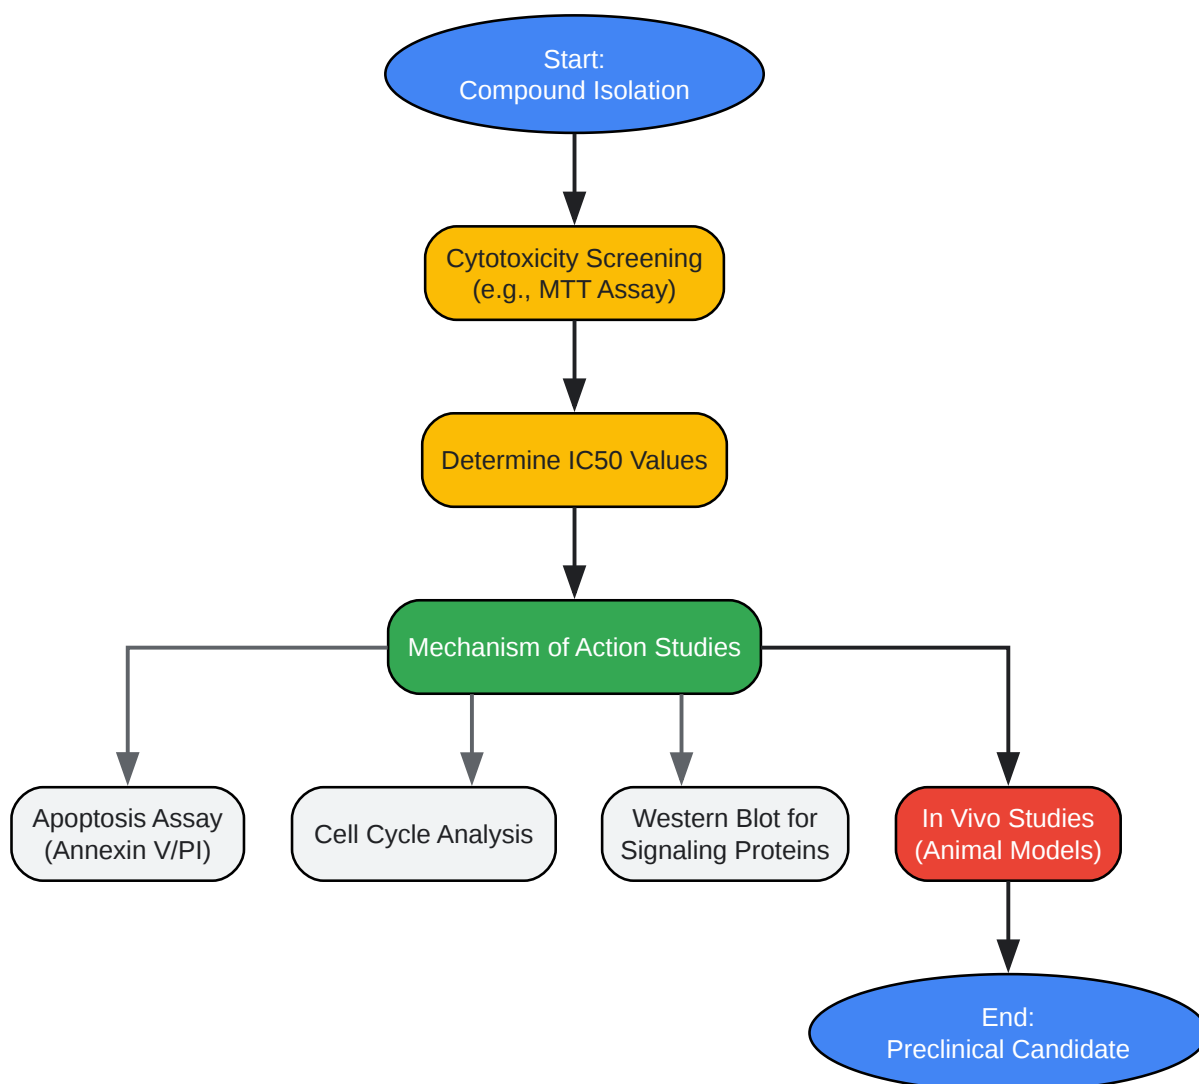 Start:
Compound Isolation
Cytotoxicity Screening
(e.g., MTT Assay)
Determine IC50 Values
Mechanism of Action Studies
Apoptosis Assay
(Annexin V/PI)
Cell Cycle Analysis
Western Blot for
Signaling Proteins
In Vivo Studies
(Animal Models)
End:
Preclinical Candidate